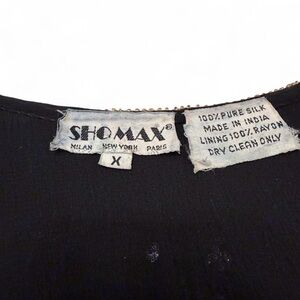 SHOMAX®
MILAN NEW YORK PARIS
X
100% PURE SILK
MADE IN INDIA
LINING 100% RAYON
DRY CLEAN ONLY